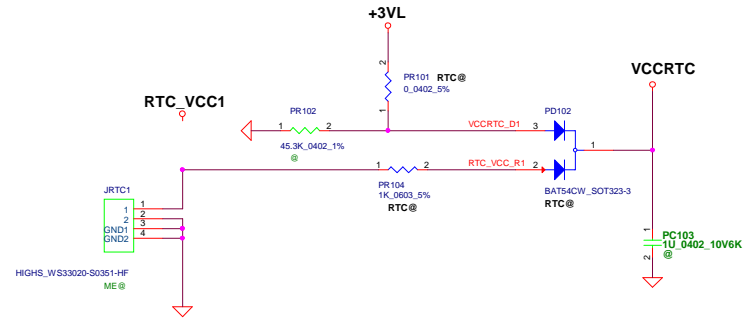 +3VL
2
PR101 RTC@
0_0402_5%
1
VCCRTC
RTC_VCC1
PR102
1 2
45.3K_0402_1%
@
VCCRTC_D1
3
PD102
1
1 2
PR104
1K_0603_5%
RTC@
RTC_VCC_R1
2
BAT54CW_SOT323-3
RTC@
JRTC1
1 1
2 2
GND1 3
GND2 4
HIGHS_WS33020-S0351-HF
ME@
1
PC103
1U_0402_10V6K
@
2